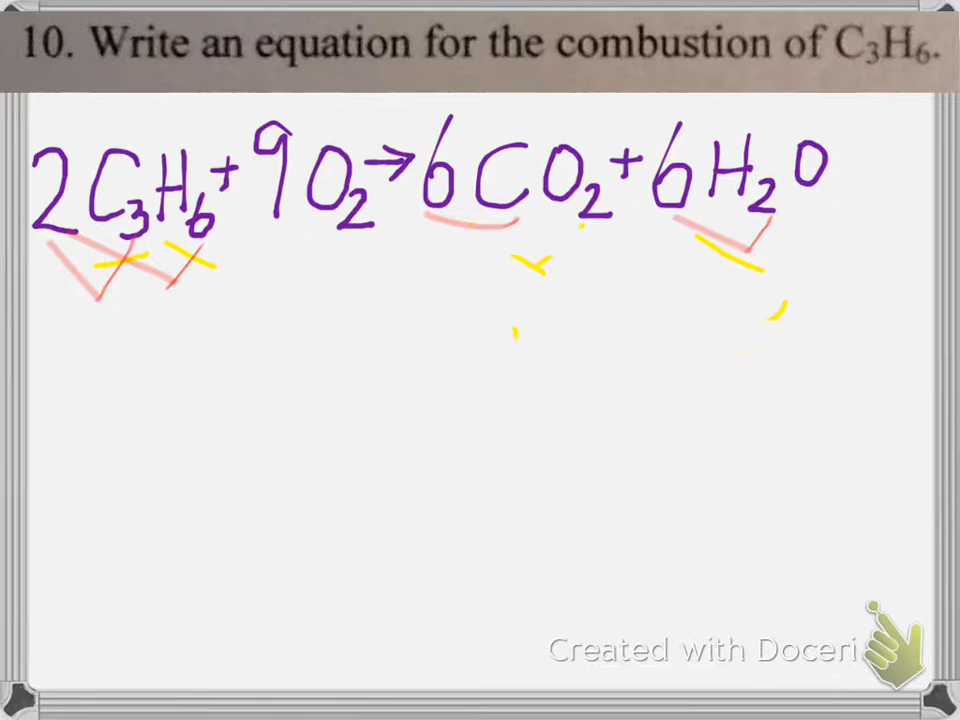 10. Write an equation for the combustion of C₃H₆.
2C₃H₆ + 9O₂ → 6CO₂ + 6H₂O
Created with Doceri